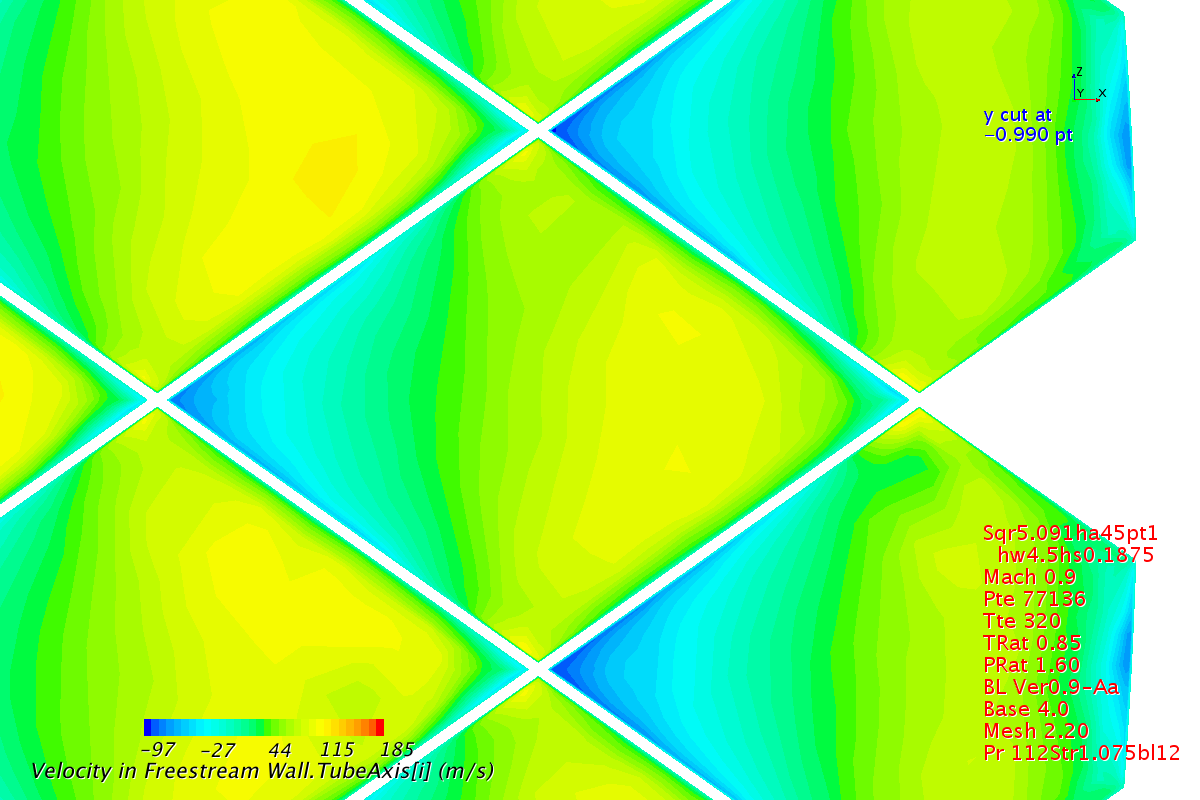 Z
Y X
y cut at
−0.990 pt
Sqr5.091ha45pt1
hw4.5hs0.1875
Mach 0.9
Pte 77136
Tte 320
TRat 0.85
PRat 1.60
BL Ver0.9−Aa
Base 4.0
Mesh 2.20
Pr 112Str1.075bl12
−97 −27 44 115 185
Velocity in Freestream Wall.TubeAxis[i] (m/s)